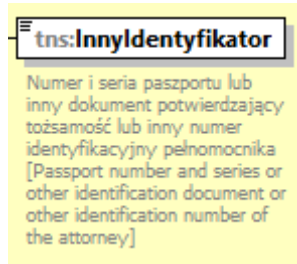 tns:InnyIdentyfikator
Numer i seria paszportu lub
inny dokument potwierdzający
tożsamość lub inny numer
identyfikacyjny pełnomocnika
[Passport number and series or
other identification document or
other identification number of
the attorney]